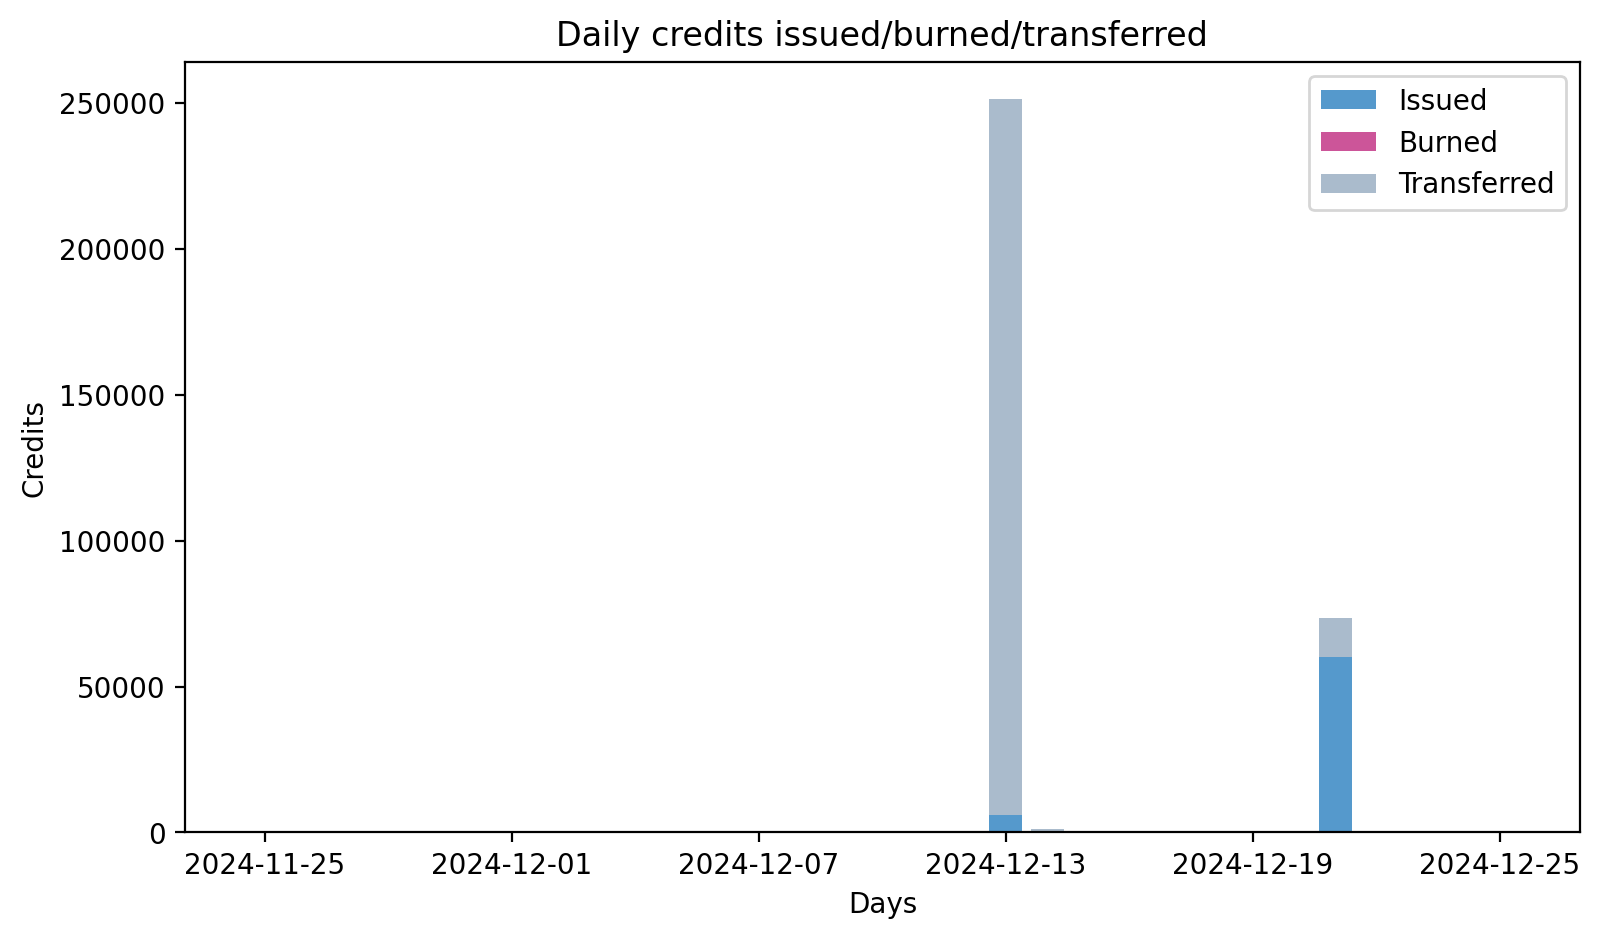 Daily credits issued/burned/transferred
Issued
Burned
Transferred
Credits
250000
200000
150000
100000
50000
0
2024-11-25 2024-12-01 2024-12-07 2024-12-13 2024-12-19 2024-12-25
Days